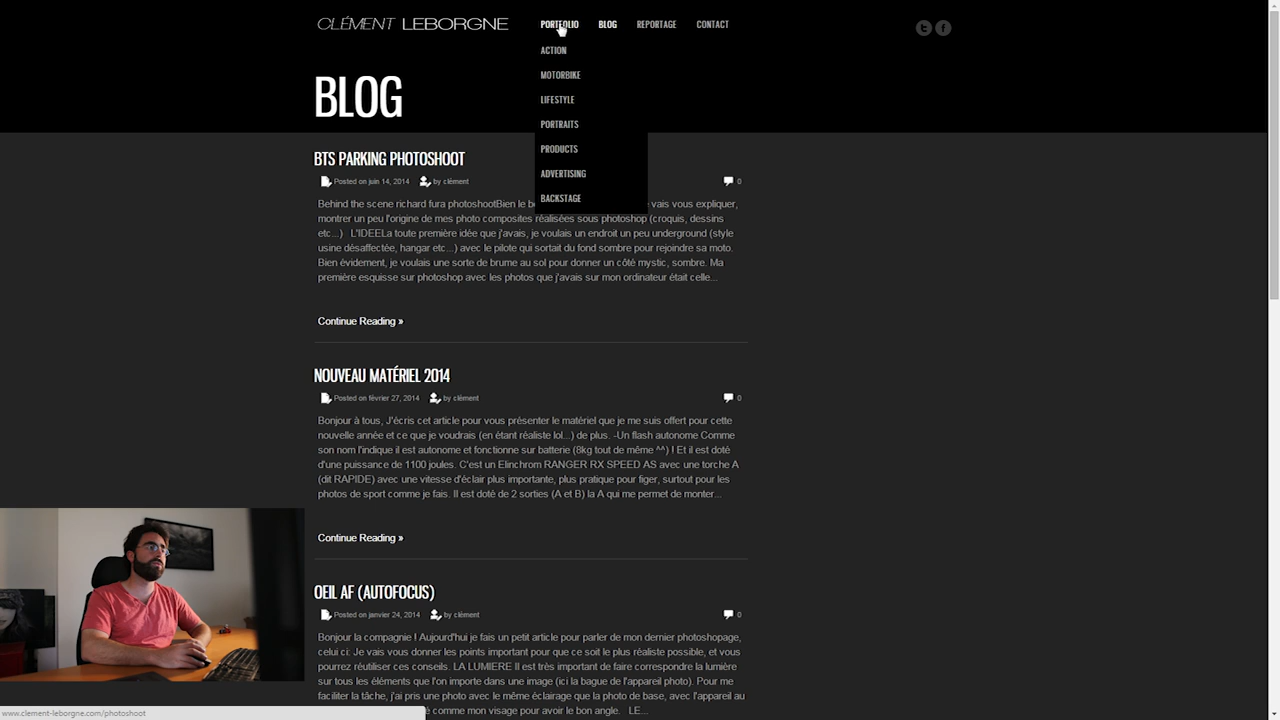 CLÉMENT LEBORGNE
PORTFOLIO BLOG REPORTAGE CONTACT
ACTION
MOTORBIKE
LIFESTYLE
PORTRAITS
PRODUCTS
ADVERTISING
BACKSTAGE
BLOG
BTS PARKING PHOTOSHOOT
Posted on juin 14, 2014 by clément 0
Behind the scene richard fura photoshootBien le vais vous expliquer,
montrer un peu l'origine de mes photo composites réalisées sous photoshop (croquis, dessins
etc...) L'IDEELa toute première idée que j'avais, je voulais un endroit un peu underground (style
usine désaffectée, hangar etc...) avec le pilote qui sortait du fond sombre pour rejoindre sa moto.
Bien évidement, je voulais une sorte de brume au sol pour donner un côté mystic, sombre. Ma
première esquisse sur photoshop avec les photos que j'avais sur mon ordinateur était celle...
Continue Reading »
NOUVEAU MATÉRIEL 2014
Posted on février 27, 2014 by clément 0
Bonjour à tous, J'écris cet article pour vous présenter le matériel que je me suis offert pour cette
nouvelle année et ce que je voudrais (en étant réaliste lol...) de plus. -Un flash autonome Comme
son nom l'indique il est autonome et fonctionne sur batterie (8kg tout de même ^^) ! Et il est doté
d'une puissance de 1100 joules. C'est un Elinchrom RANGER RX SPEED AS avec une torche A
(dit RAPIDE) avec une vitesse d'éclair plus importante, plus pratique pour figer, surtout pour les
photos de sport comme je fais. Il est doté de 2 sorties (A et B) la A qui me permet de monter...
Continue Reading »
OEIL AF (AUTOFOCUS)
Posted on janvier 24, 2014 by clément 0
Bonjour la compagnie ! Aujourd'hui je fais un petit article pour parler de mon dernier photoshopage,
celui ci: Je vais vous donner les points important pour que ce soit le plus réaliste possible, et vous
pourrez réutiliser ces conseils. LA LUMIERE Il est très important de faire correspondre la lumière
sur tous les éléments que l'on importe dans une image (ici la bague de l'appareil photo). Pour me
faciliter la tâche, j'ai pris une photo avec le même éclairage que la photo de base, avec l'appareil au
comme mon visage pour avoir le bon angle. LE...
www.clement-leborgne.com/photoshoot